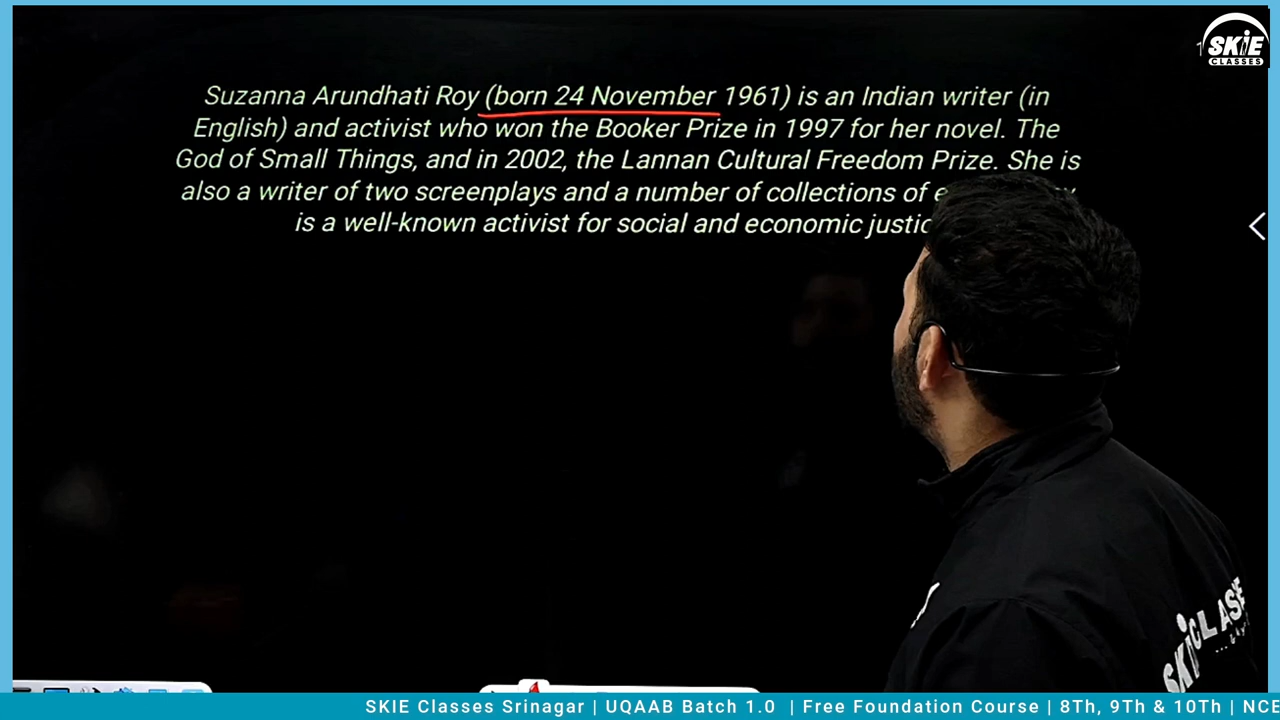 SKIE
CLASSES
Suzanna Arundhati Roy (born 24 November 1961) is an Indian writer (in
English) and activist who won the Booker Prize in 1997 for her novel. The
God of Small Things, and in 2002, the Lannan Cultural Freedom Prize. She is
also a writer of two screenplays and a number of collections of
is a well-known activist for social and economic
SKIE Classes Srinagar | UQAAB Batch 1.0 | Free Foundation Course | 8Th, 9Th & 10Th |